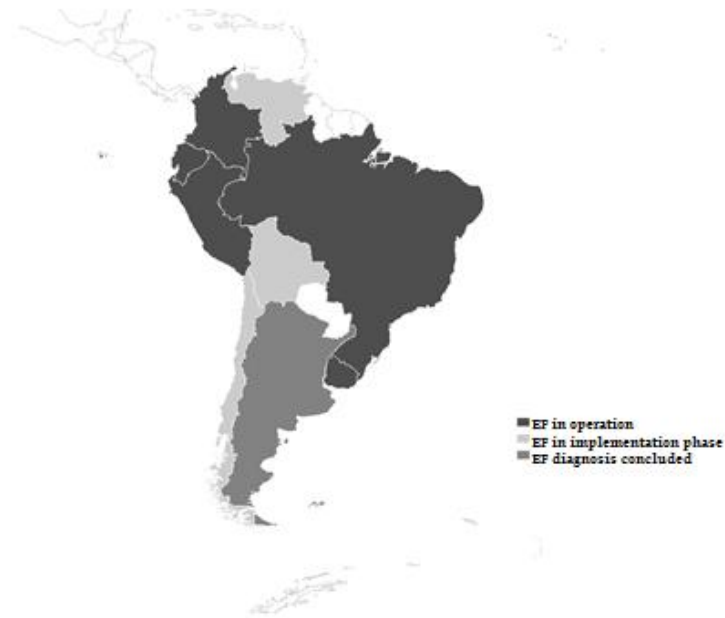 EF in operation
EF in implementation phase
EF diagnosis concluded